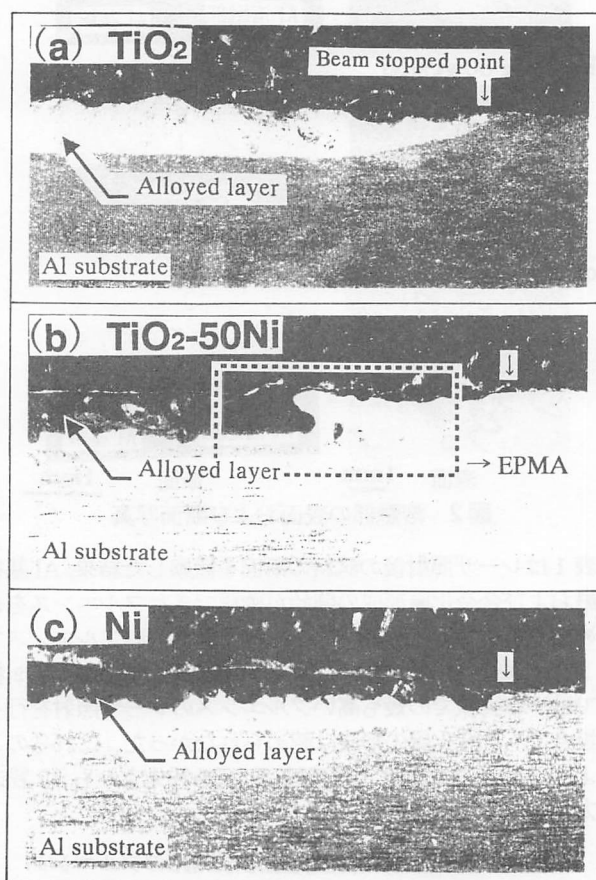 (a) TiO2
Beam stopped point
↓
Alloyed layer
Al substrate
(b) TiO2-50Ni
↓
Alloyed layer
→ EPMA
Al substrate
(c) Ni
↓
Alloyed layer
Al substrate